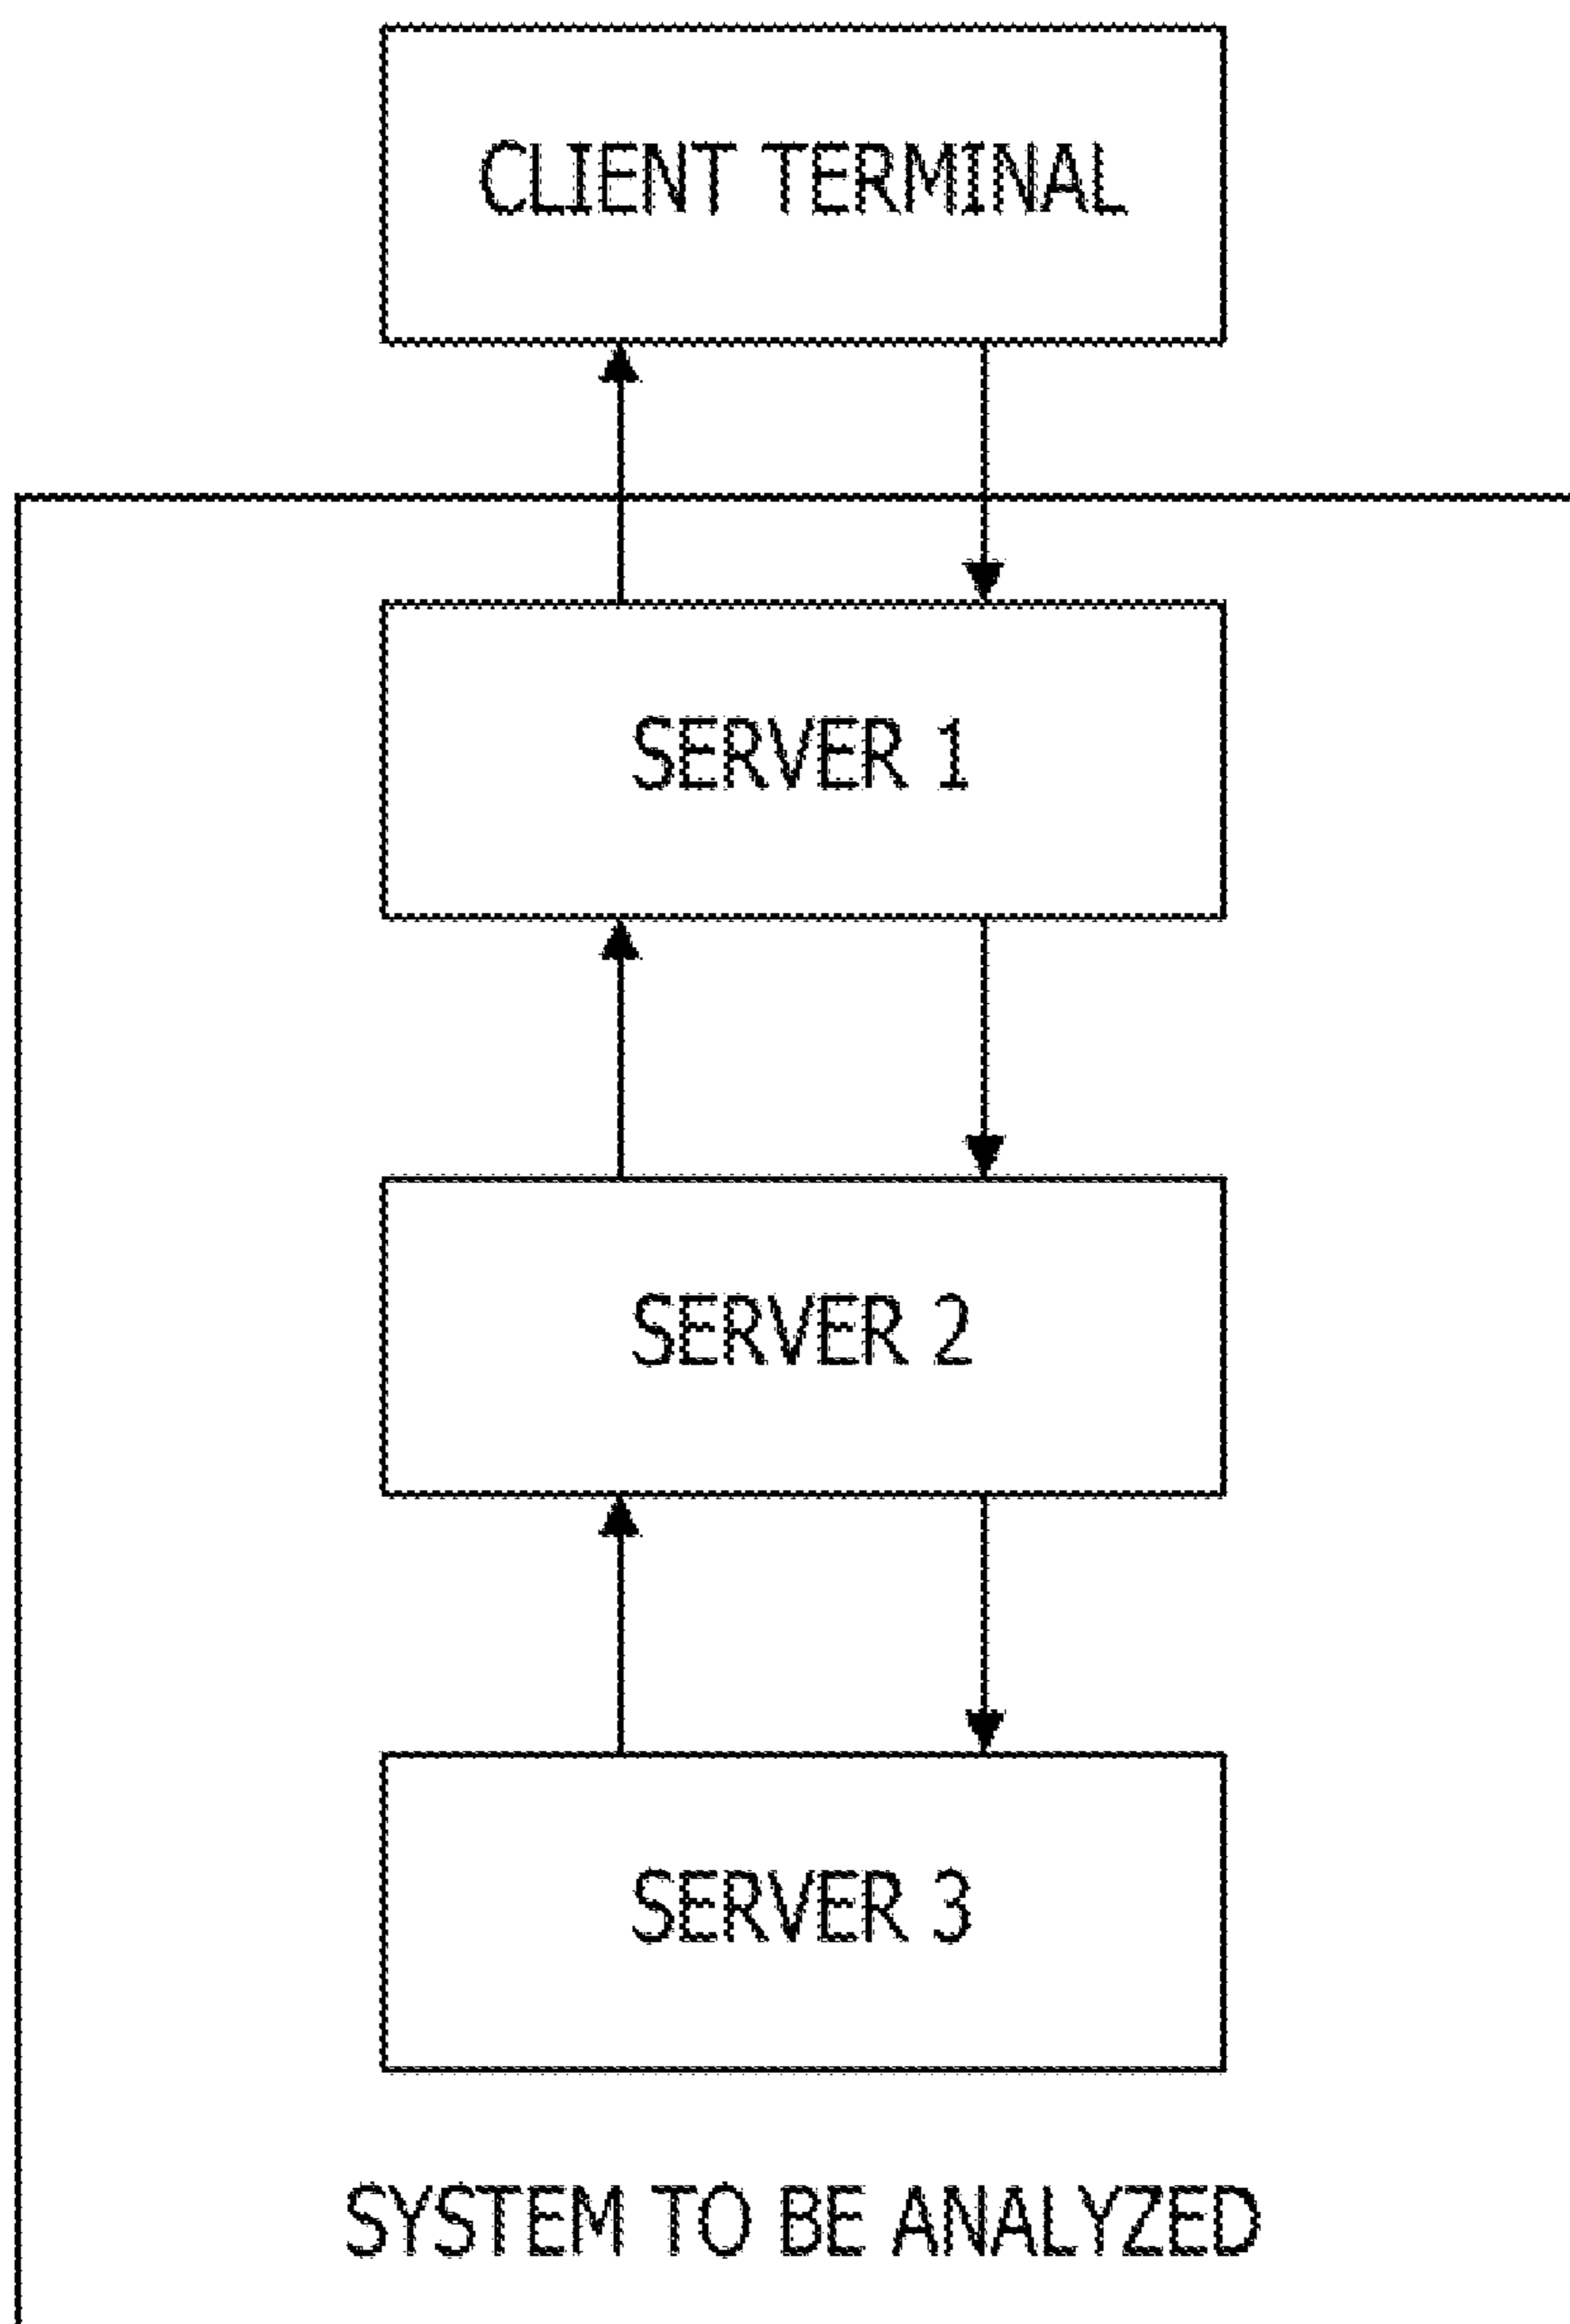 CLIENT TERMINAL
SERVER 1
SERVER 2
SERVER 3
SYSTEM TO BE ANALYZED